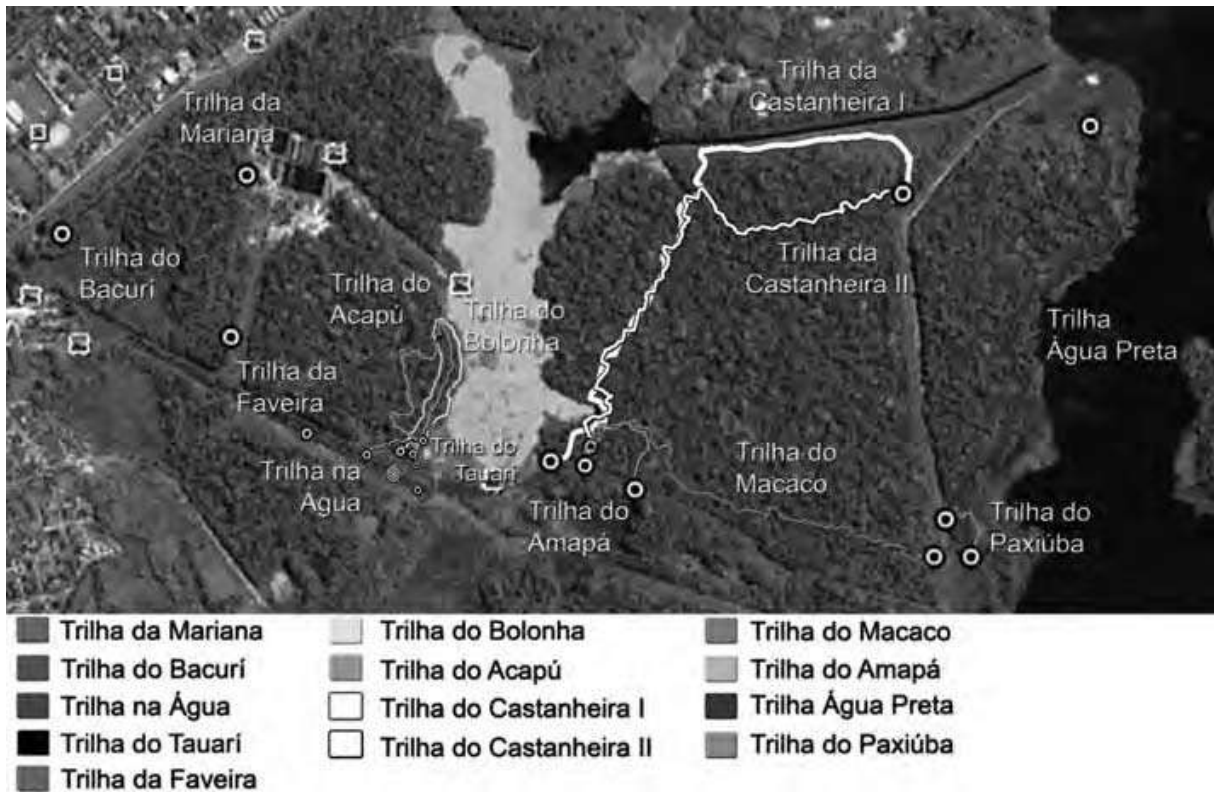 Trilha da
Mariana
Trilha da
Castanheira I
Trilha do
Bacurí
Trilha do
Acapú
Trilha do
Bolonha
Trilha da
Castanheira II
Trilha
Água Preta
Trilha da
Faveira
Trilha na
Água
Trilha do
Tauarí
Trilha do
Amapá
Trilha do
Macaco
Trilha do
Paxiúba
Trilha da Mariana
Trilha do Bacurí
Trilha na Água
Trilha do Tauarí
Trilha da Faveira
Trilha do Bolonha
Trilha do Acapú
Trilha do Castanheira I
Trilha do Castanheira II
Trilha do Macaco
Trilha do Amapá
Trilha Água Preta
Trilha do Paxiúba